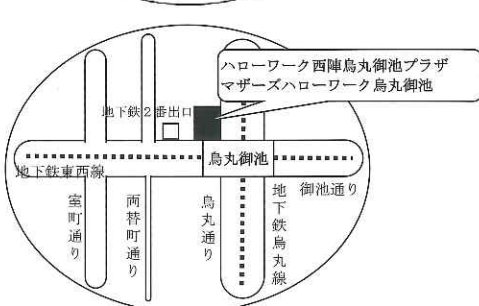 ハローワーク西陣烏丸御池プラザ
マザーズハローワーク烏丸御池
地下鉄2番出口
烏丸御池
地下鉄東西線
御池通り
室町通り
両替町通り
烏丸通り
地下鉄烏丸線